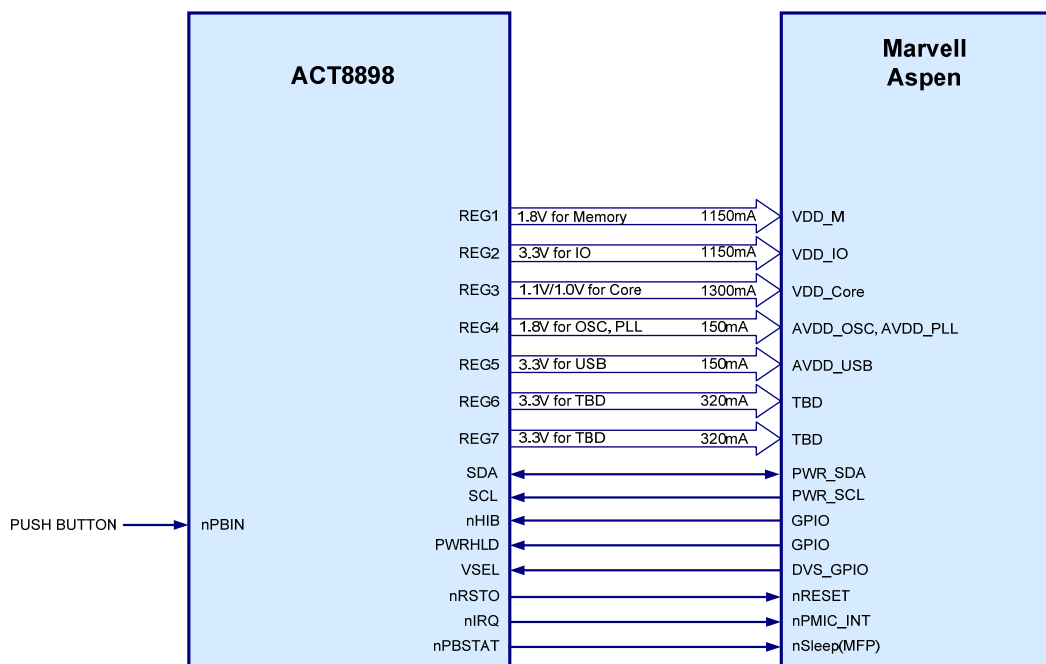 ACT8898
Marvell
Aspen
REG1 1.8V for Memory 1150mA VDD_M
REG2 3.3V for IO 1150mA VDD_IO
REG3 1.1V/1.0V for Core 1300mA VDD_Core
REG4 1.8V for OSC, PLL 150mA AVDD_OSC, AVDD_PLL
REG5 3.3V for USB 150mA AVDD_USB
REG6 3.3V for TBD 320mA TBD
REG7 3.3V for TBD 320mA TBD
SDA PWR_SDA
SCL PWR_SCL
PUSH BUTTON nPBIN nHIB GPIO
PWRHLD GPIO
VSEL DVS_GPIO
nRSTO nRESET
nIRQ nPMIC_INT
nPBSTAT nSleep(MFP)